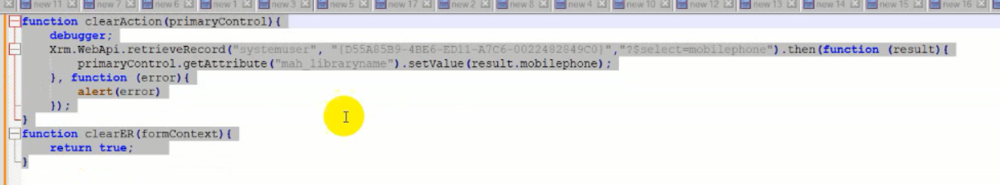 new 11 new 7 new 6 new 1 new 3 new 5 new 17 new 2 new 8 new 4 new 10 new 12 new 13 new 14 new 15 new 16
function clearAction(primaryControl){
debugger;
Xrm.WebApi.retrieveRecord("systemuser", "{D55A85B9-4BE6-ED11-A7C6-0022482849C0}","?$select=mobilephone").then(function (result){
primaryControl.getAttribute("mah_libraryname").setValue(result.mobilephone);
}, function (error){
alert(error)
});
}
function clearER(formContext){
return true;
}